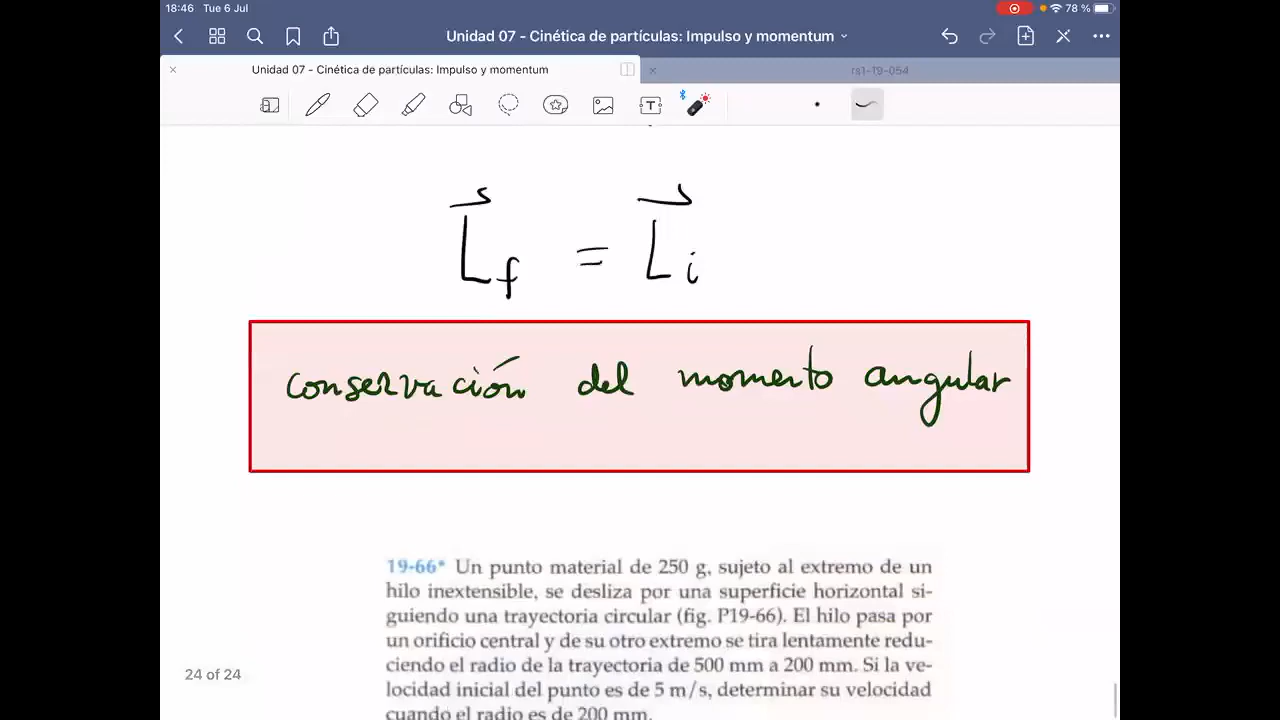 18:46 Tue 6 Jul 78 %
Unidad 07 - Cinética de partículas: Impulso y momentum
Unidad 07 - Cinética de partículas: Impulso y momentum rs1-19-054
T
L f = L i
conservación del momento angular
19-66* Un punto material de 250 g, sujeto al extremo de un
hilo inextensible, se desliza por una superficie horizontal si-
guiendo una trayectoria circular (fig. P19-66). El hilo pasa por
un orificio central y de su otro extremo se tira lentamente redu-
ciendo el radio de la trayectoria de 500 mm a 200 mm. Si la ve-
locidad inicial del punto es de 5 m/s, determinar su velocidad
cuando el radio es de 200 mm.
24 of 24